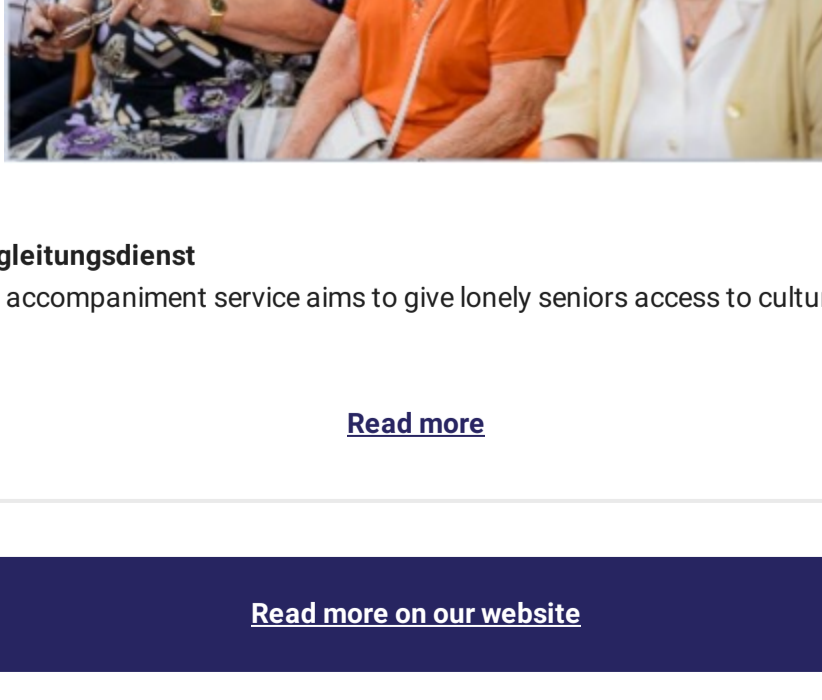 gleitungsdienst
accompaniment service aims to give lonely seniors access to cultu
Read more
Read more on our website